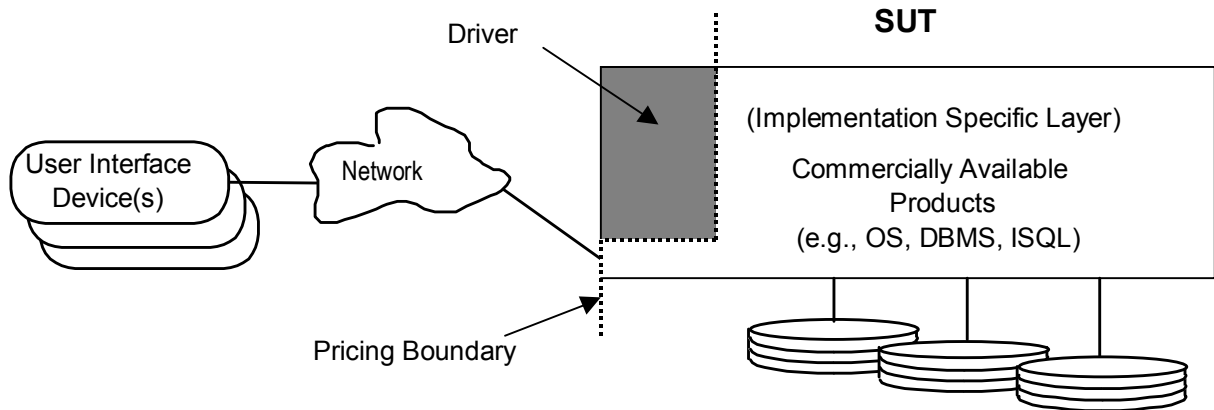 SUT
Driver
(Implementation Specific Layer)
User Interface
Device(s)
Network
Commercially Available
Products
(e.g., OS, DBMS, ISQL)
Pricing Boundary